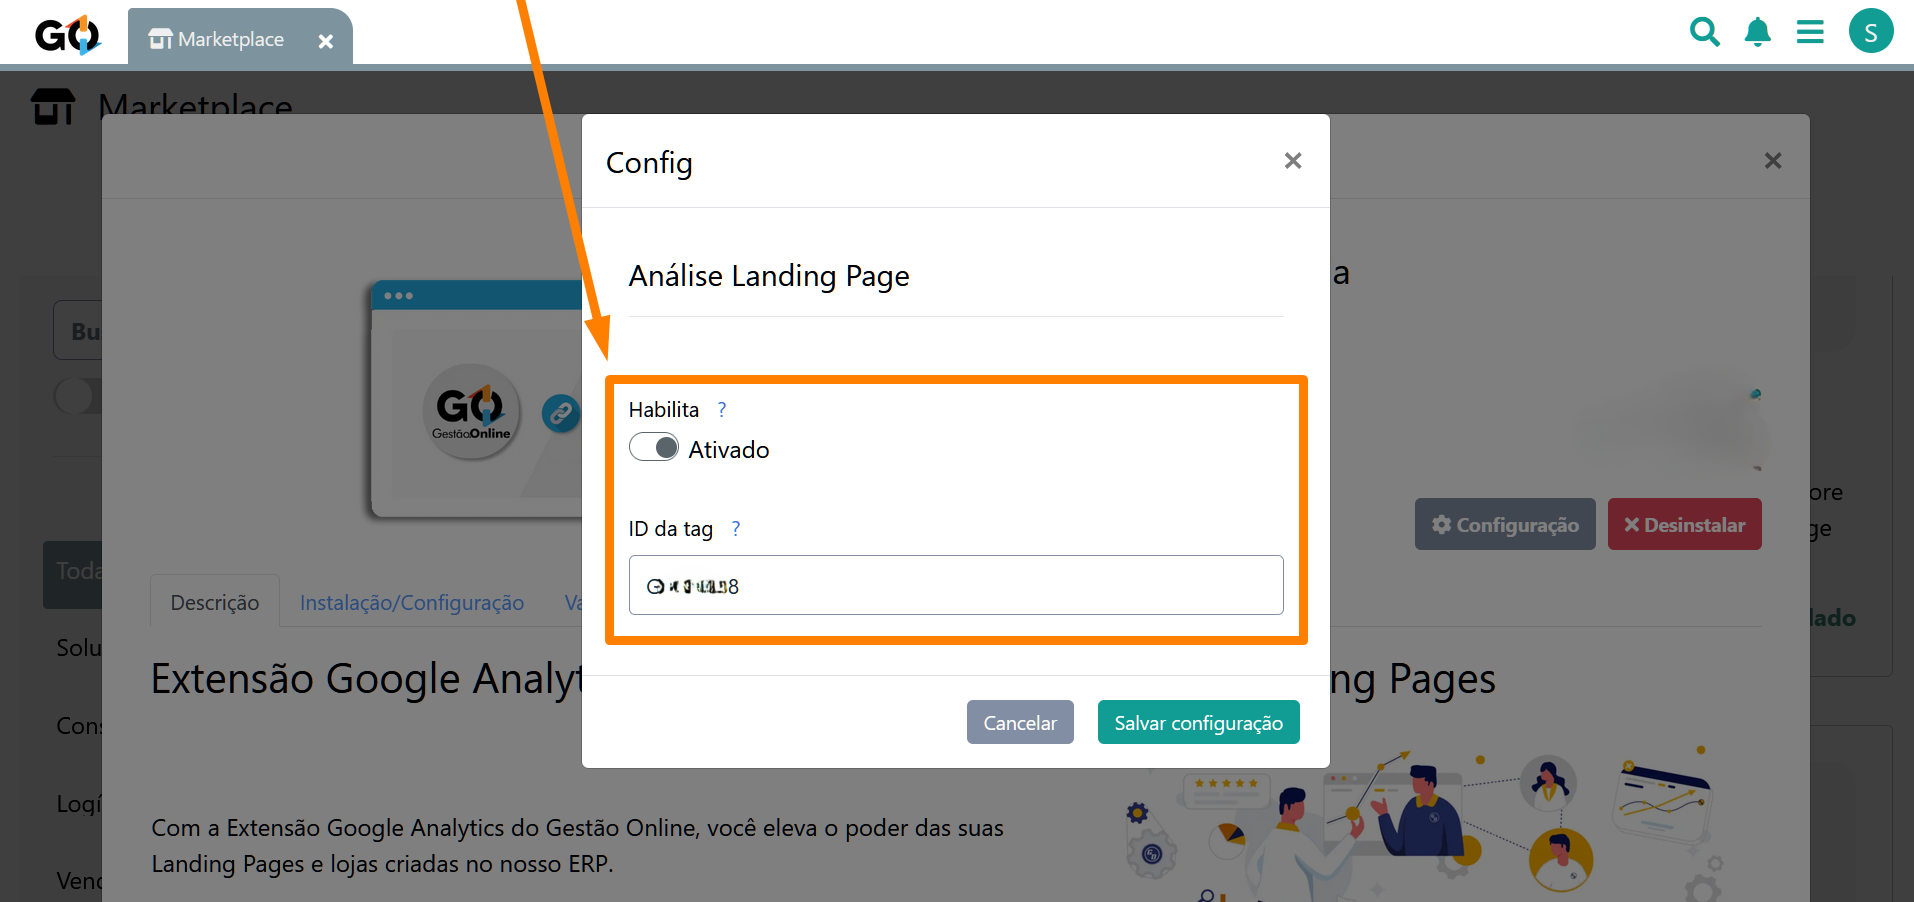 GO
Marketplace
S
Marketplace
Config
Análise Landing Page
a
Bu
GO
GestãoOnline
Habilita ?
Ativado
ID da tag ?
8
Configuração
Desinstalar
ore
ge
Toda
Descrição
Instalação/Configuração
Va
lado
Solu
Extensão Google Analyt
ng Pages
Cancelar
Salvar configuração
Cons
Logí
Com a Extensão Google Analytics do Gestão Online, você eleva o poder das suas
Landing Pages e lojas criadas no nosso ERP.
Vend